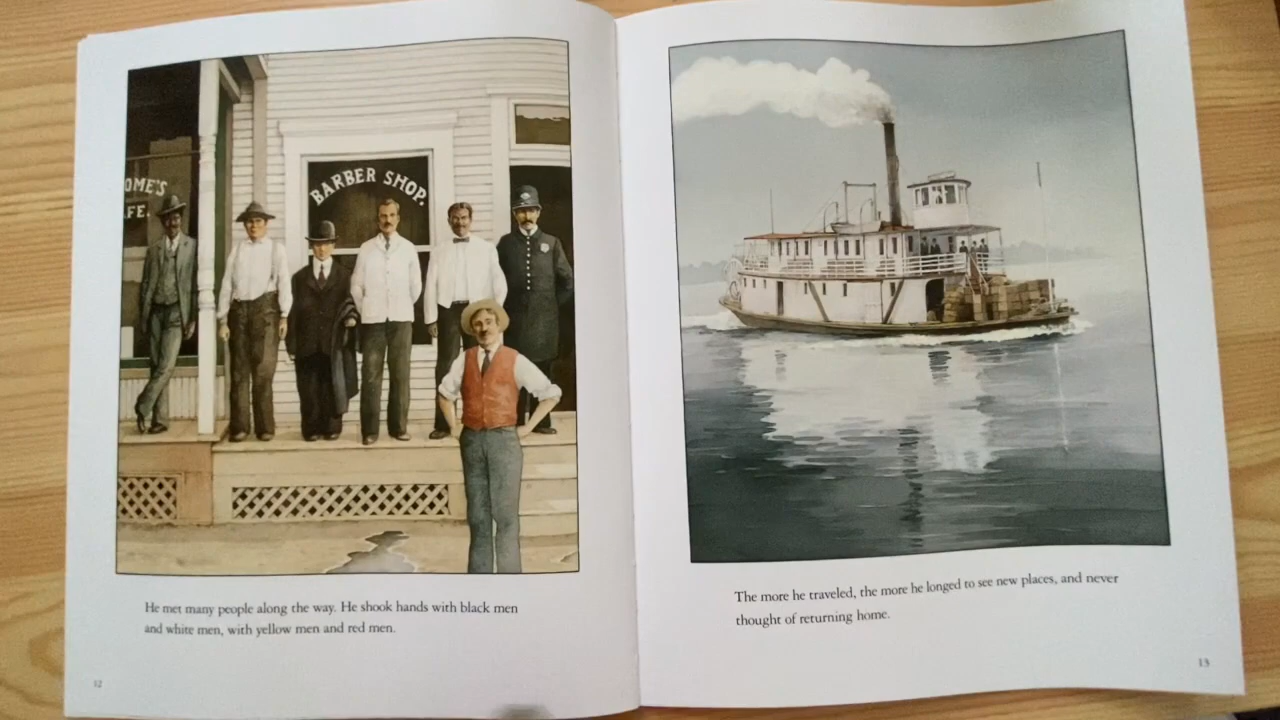 OME'S
FE.
BARBER SHOP.
He met many people along the way. He shook hands with black men
and white men, with yellow men and red men.
12
The more he traveled, the more he longed to see new places, and never
thought of returning home.
13